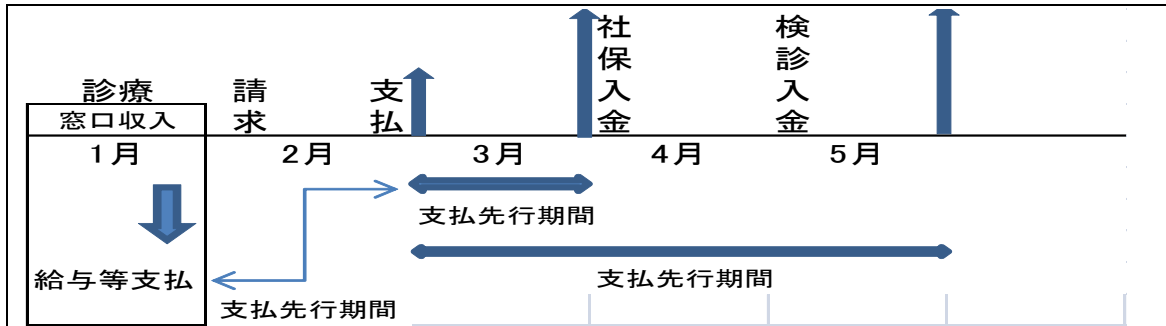 診療
窓口収入
請求
支払
社保入金
検診入金
1月
2月
3月
4月
5月
支払先行期間
給与等支払
支払先行期間
支払先行期間